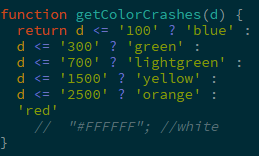 function getColorCrashes(d) {
  return d <= '100' ? 'blue' :
  d <= '300' ? 'green' :
  d <= '700' ? 'lightgreen' :
  d <= '1500' ? 'yellow' :
  d <= '2500' ? 'orange' :
  'red'
    //  "#FFFFFF"; //white
}